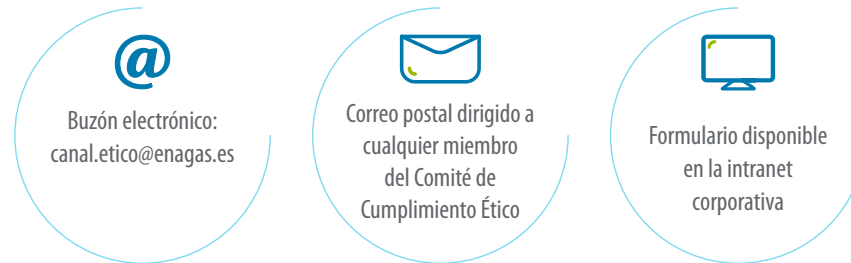 @
Buzón electrónico:
canal.etico@enagas.es
Correo postal dirigido a
cualquier miembro
del Comité de
Cumplimiento Ético
Formulario disponible
en la intranet
corporativa